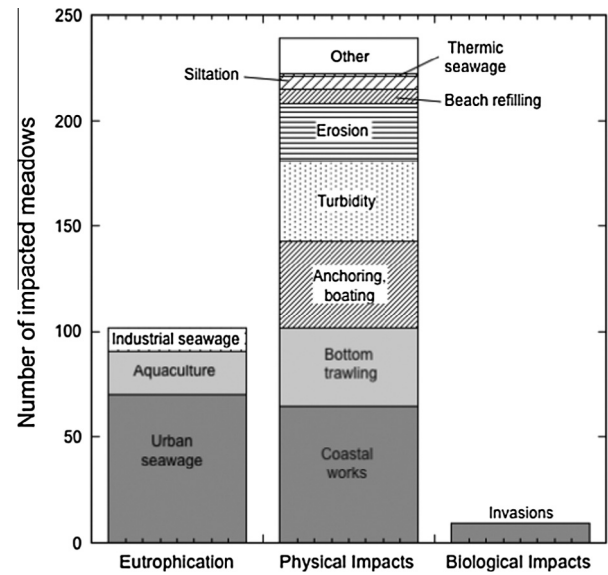 Number of impacted meadows
250
200
150
100
50
0
Other
Siltation
Thermic
seawage
Beach refilling
Erosion
Turbidity
Anchoring,
boating
Bottom
trawling
Coastal
works
Industrial seawage
Aquaculture
Urban
seawage
Invasions
Eutrophication
Physical Impacts
Biological Impacts